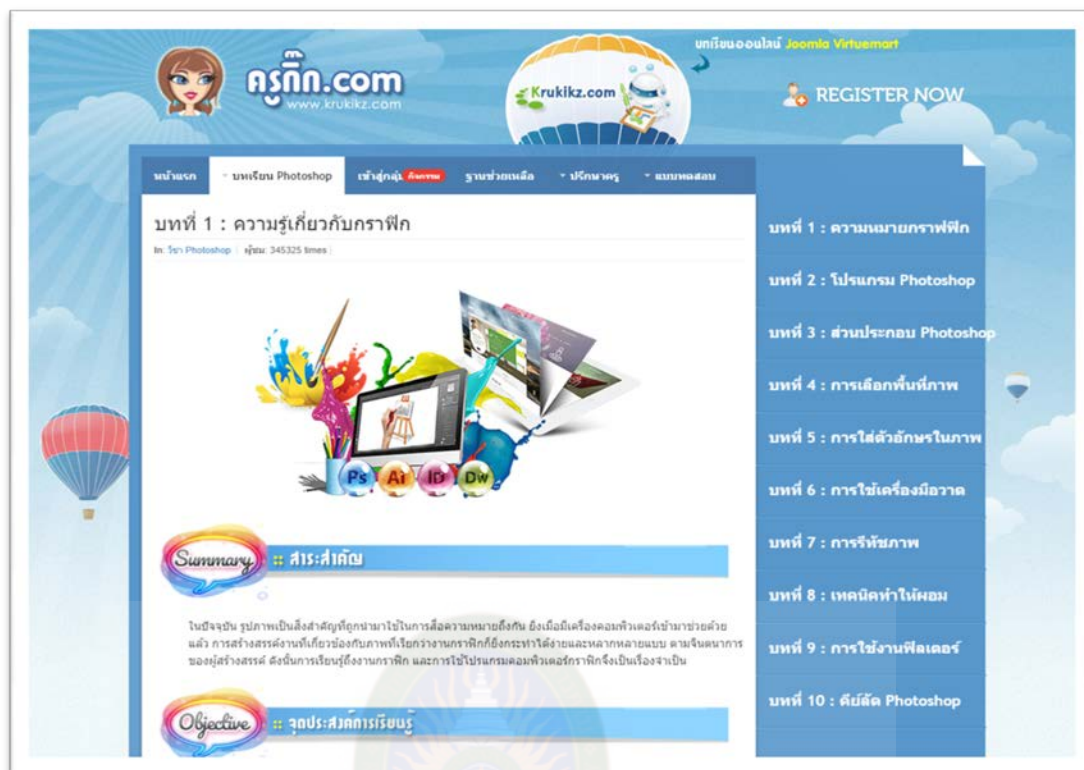 ครูกิ๊ก.com
www.krukikz.com
Krukikz.com
บทเรียนออนไลน์ Joomla Virtuemart
REGISTER NOW
หน้าแรก บทเรียน Photoshop เข้าสู่กลุ่ม กิจกรรม ฐานช่วยเหลือ ปรึกษาครู แบบทดสอบ
บทที่ 1 : ความรู้เกี่ยวกับกราฟิก
In: วิชา Photoshop ผู้ชม: 345325 times
Ps Ai ID Dw
Summary :: สาระสำคัญ
ในปัจจุบัน รูปภาพเป็นสิ่งสำคัญที่ถูกนำมาใช้ในการสื่อความหมายถึงกัน ยิ่งเมื่อมีเครื่องคอมพิวเตอร์เข้ามาช่วยด้วย
แล้ว การสร้างสรรค์งานที่เกี่ยวข้องกับภาพที่เรียกว่างานกราฟิกก็ยิ่งกระทำได้ง่ายและหลากหลายแบบ ตามจินตนาการ
ของผู้สร้างสรรค์ ดังนั้นการเรียนรู้ถึงงานกราฟิก และการใช้โปรแกรมคอมพิวเตอร์กราฟิกจึงเป็นเรื่องจำเป็น
Objective :: จุดประสงค์การเรียนรู้
บทที่ 1 : ความหมายกราฟฟิก
บทที่ 2 : โปรแกรม Photoshop
บทที่ 3 : ส่วนประกอบ Photoshop
บทที่ 4 : การเลือกพื้นที่ภาพ
บทที่ 5 : การใส่ตัวอักษรในภาพ
บทที่ 6 : การใช้เครื่องมือวาด
บทที่ 7 : การรีทัชภาพ
บทที่ 8 : เทคนิคทำให้ผอม
บทที่ 9 : การใช้งานฟิลเตอร์
บทที่ 10 : คีย์ลัด Photoshop